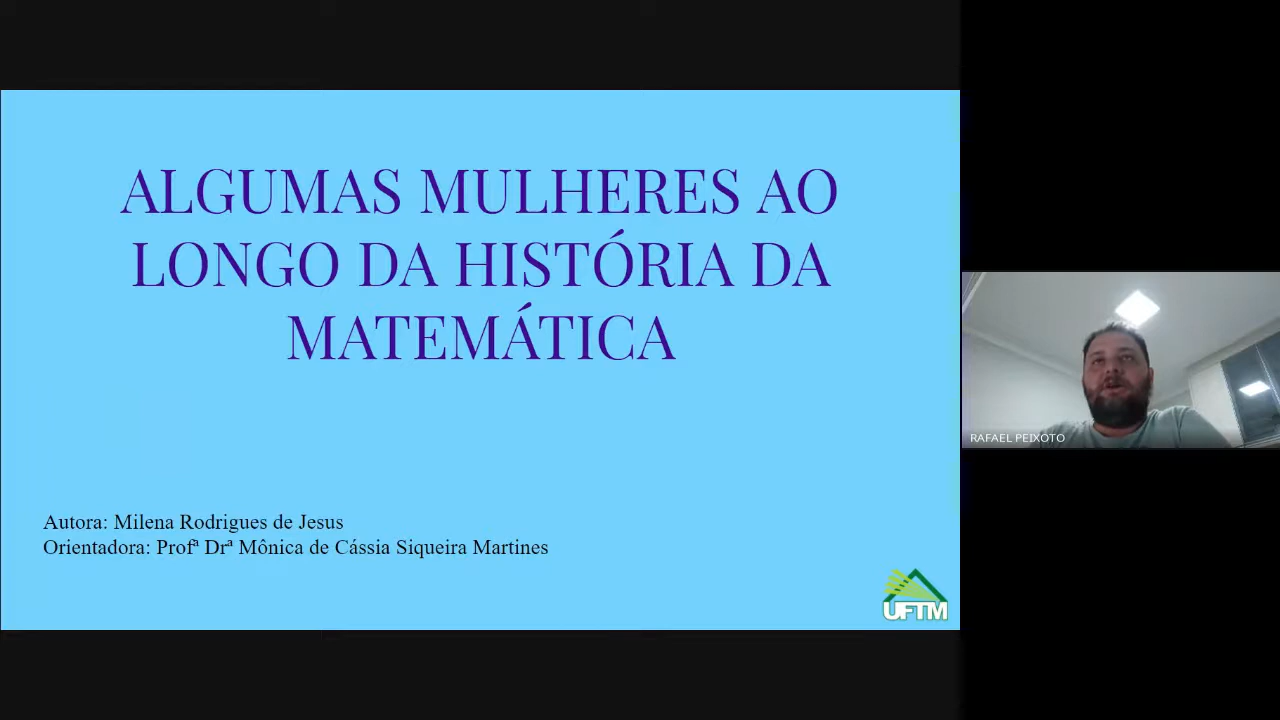 ALGUMAS MULHERES AO
LONGO DA HISTÓRIA DA
MATEMÁTICA
Autora: Milena Rodrigues de Jesus
Orientadora: Profª Drª Mônica de Cássia Siqueira Martines
UFTM
RAFAEL PEIXOTO